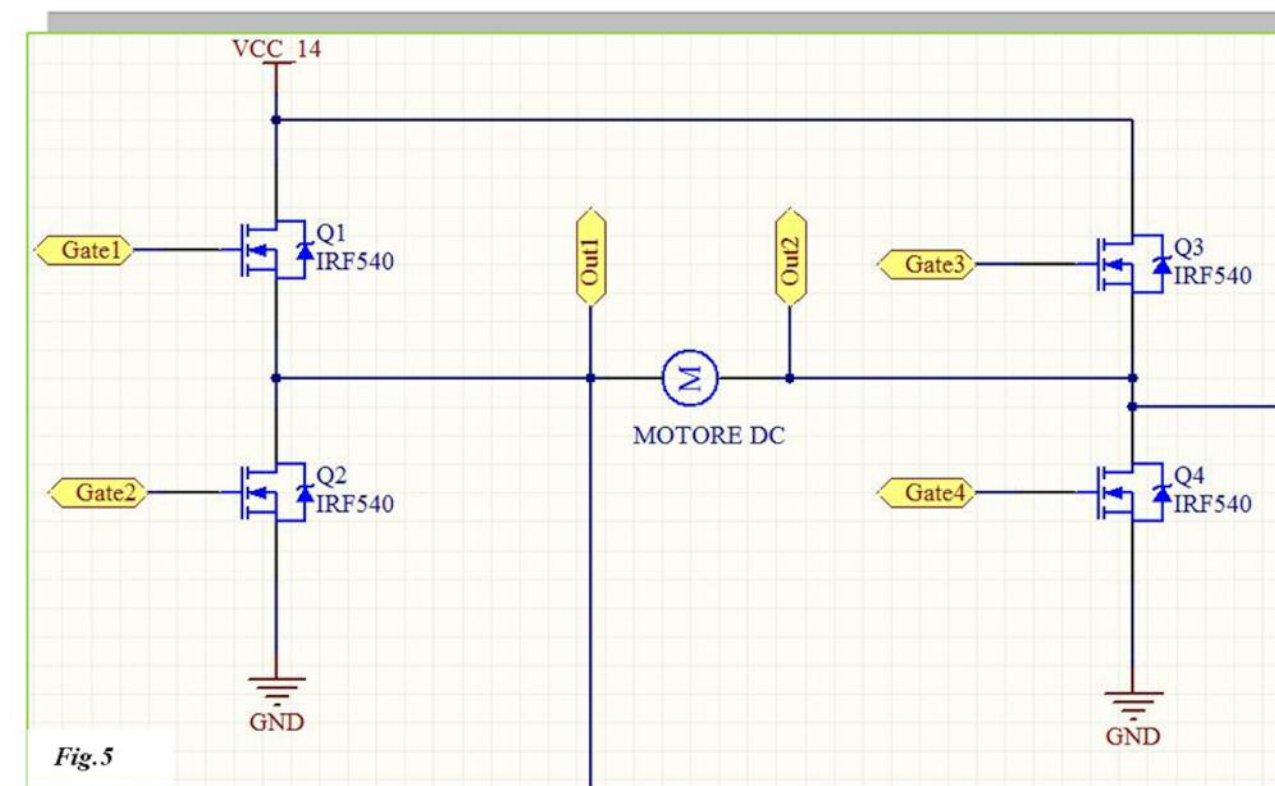 VCC_14
Gate1
Q1
IRF540
Out1
Out2
Gate3
Q3
IRF540
M
MOTORE DC
Gate2
Q2
IRF540
Gate4
Q4
IRF540
GND
GND
Fig.5